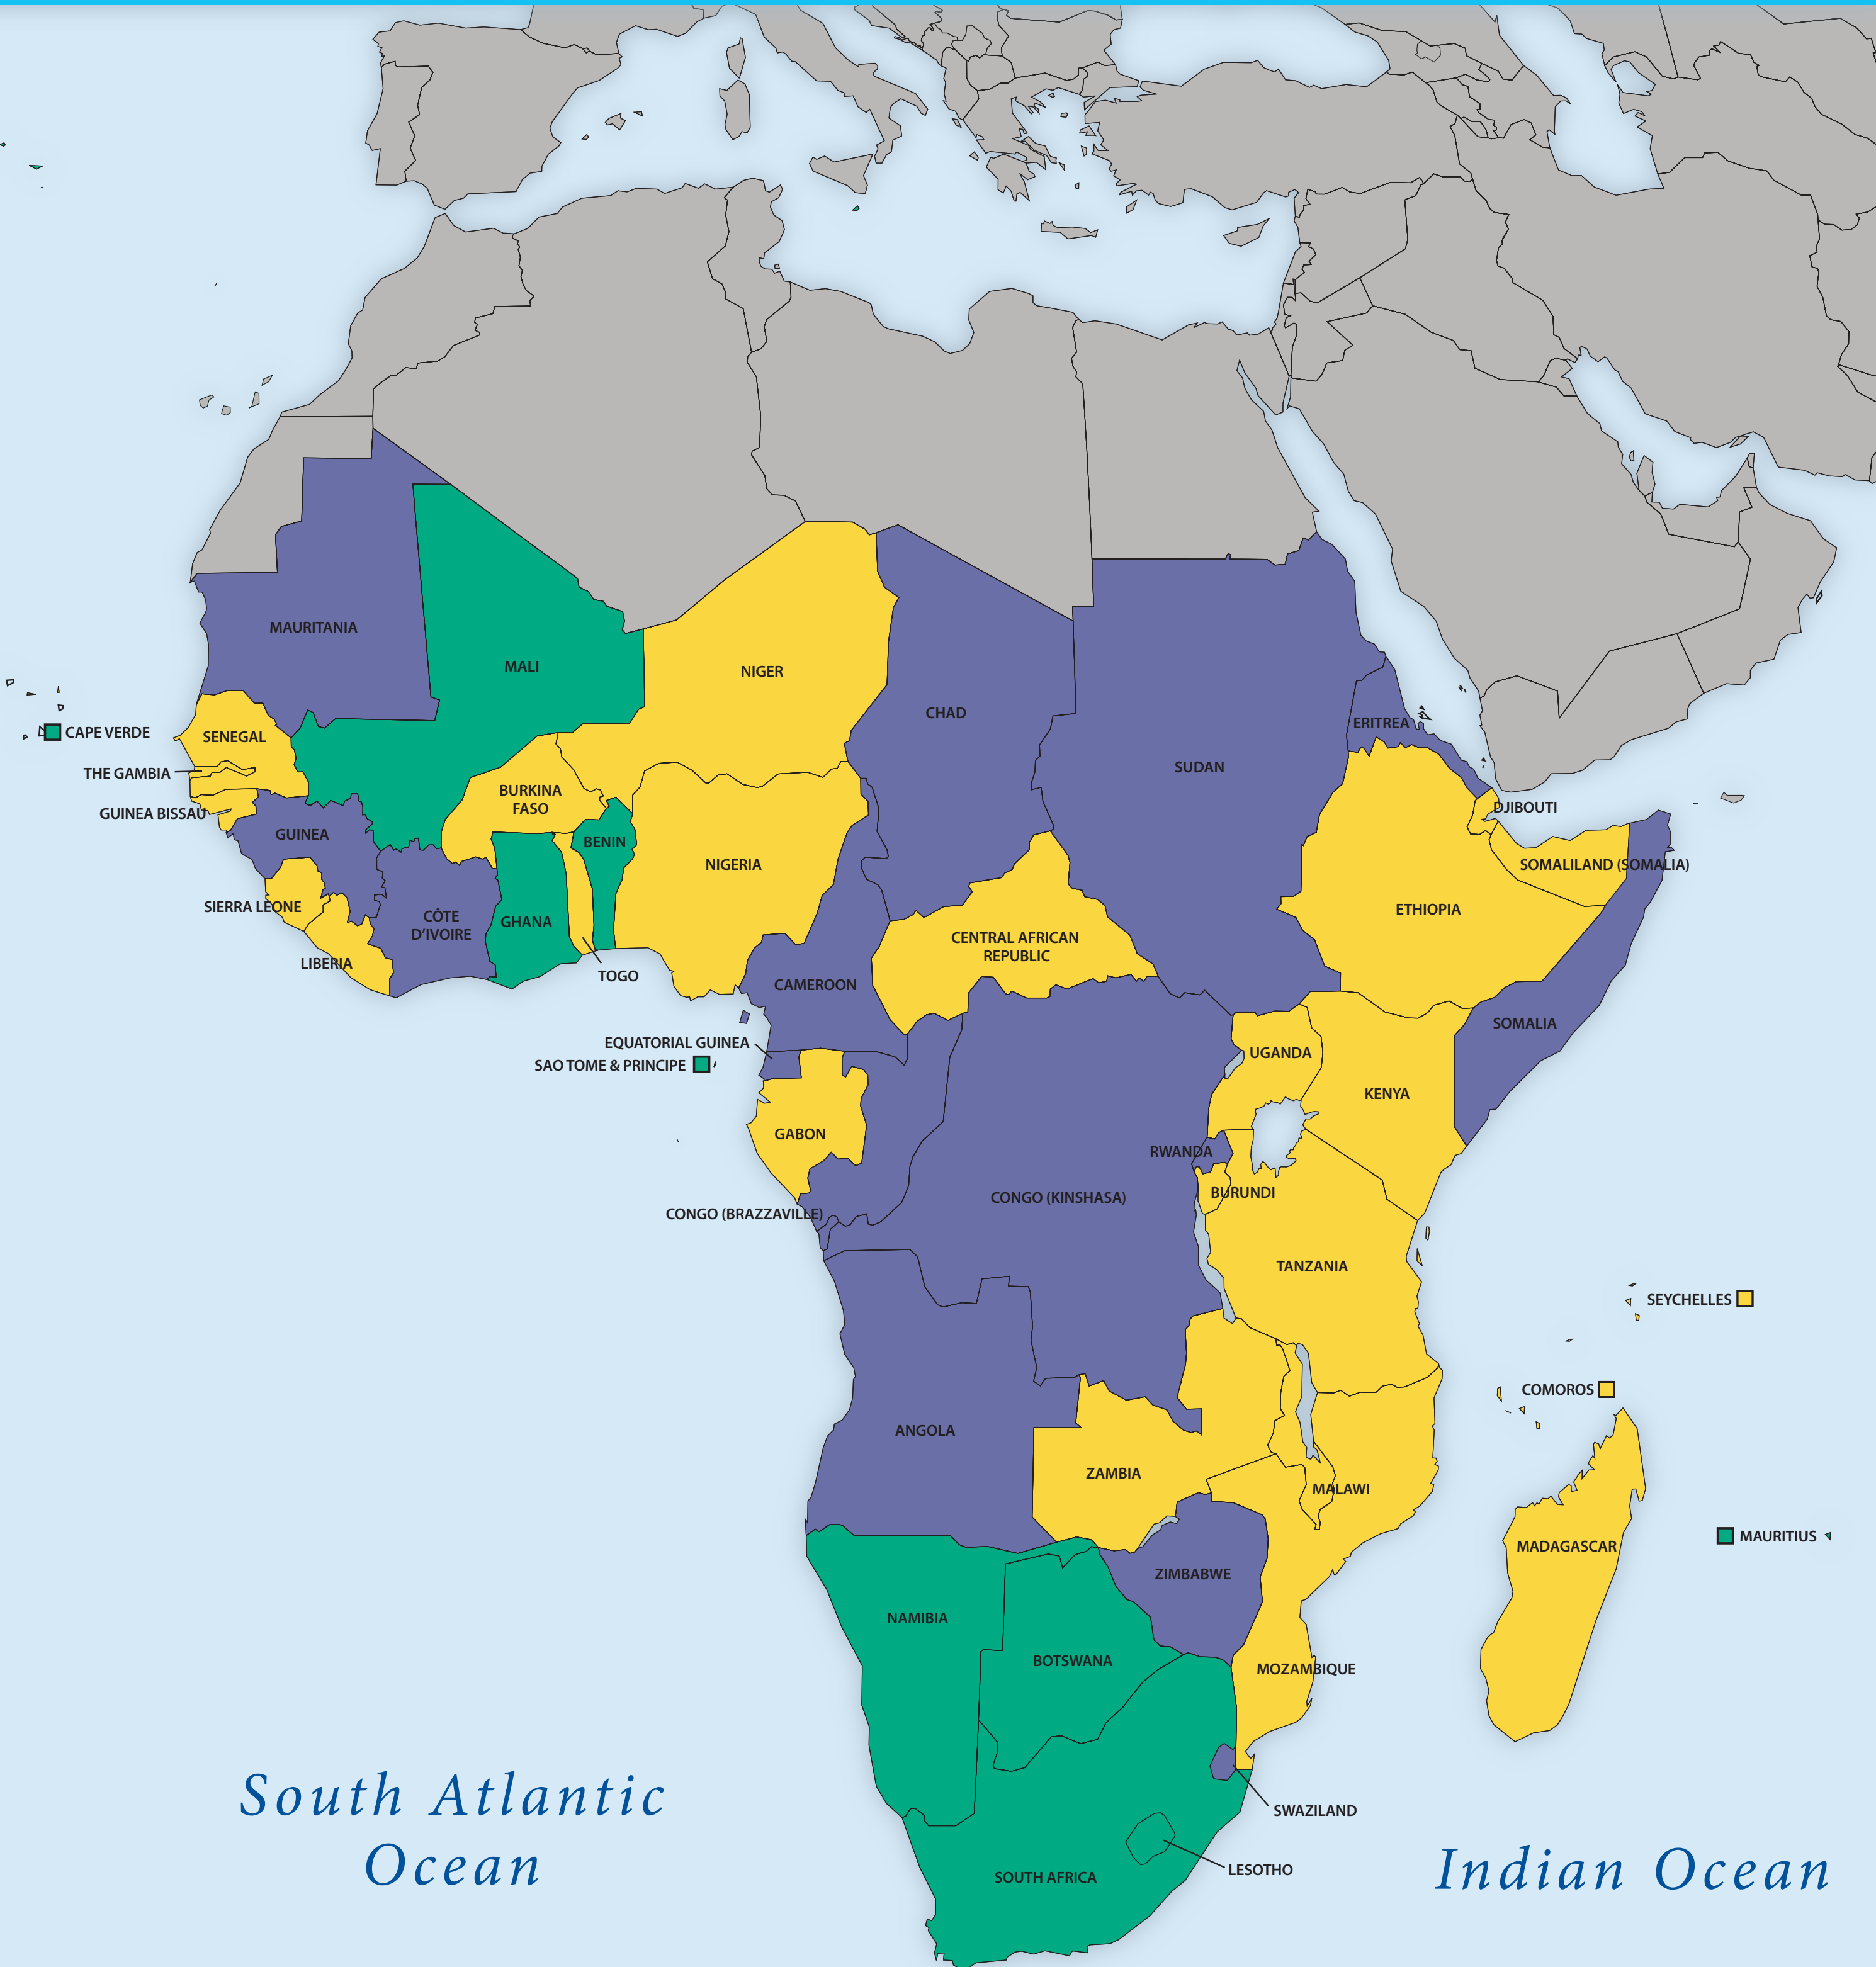 MAURITANIA
MALI
NIGER
CHAD
ERITREA
CAPE VERDE
SENEGAL
SUDAN
THE GAMBIA
BURKINA
FASO
DJIBOUTI
GUINEA BISSAU
GUINEA
BENIN
NIGERIA
SOMALILAND (SOMALIA)
SIERRA LEONE
CÔTE
D'IVOIRE
GHANA
ETHIOPIA
CENTRAL AFRICAN
REPUBLIC
LIBERIA
TOGO
CAMEROON
SOMALIA
EQUATORIAL GUINEA
SAO TOME & PRINCIPE
UGANDA
KENYA
GABON
RWANDA
BURUNDI
CONGO (KINSHASA)
CONGO (BRAZZAVILLE)
TANZANIA
SEYCHELLES
COMOROS
ANGOLA
ZAMBIA
MALAWI
MADAGASCAR
MAURITIUS
ZIMBABWE
NAMIBIA
BOTSWANA
MOZAMBIQUE
South Atlantic
Ocean
SWAZILAND
LESOTHO
SOUTH AFRICA
Indian Ocean